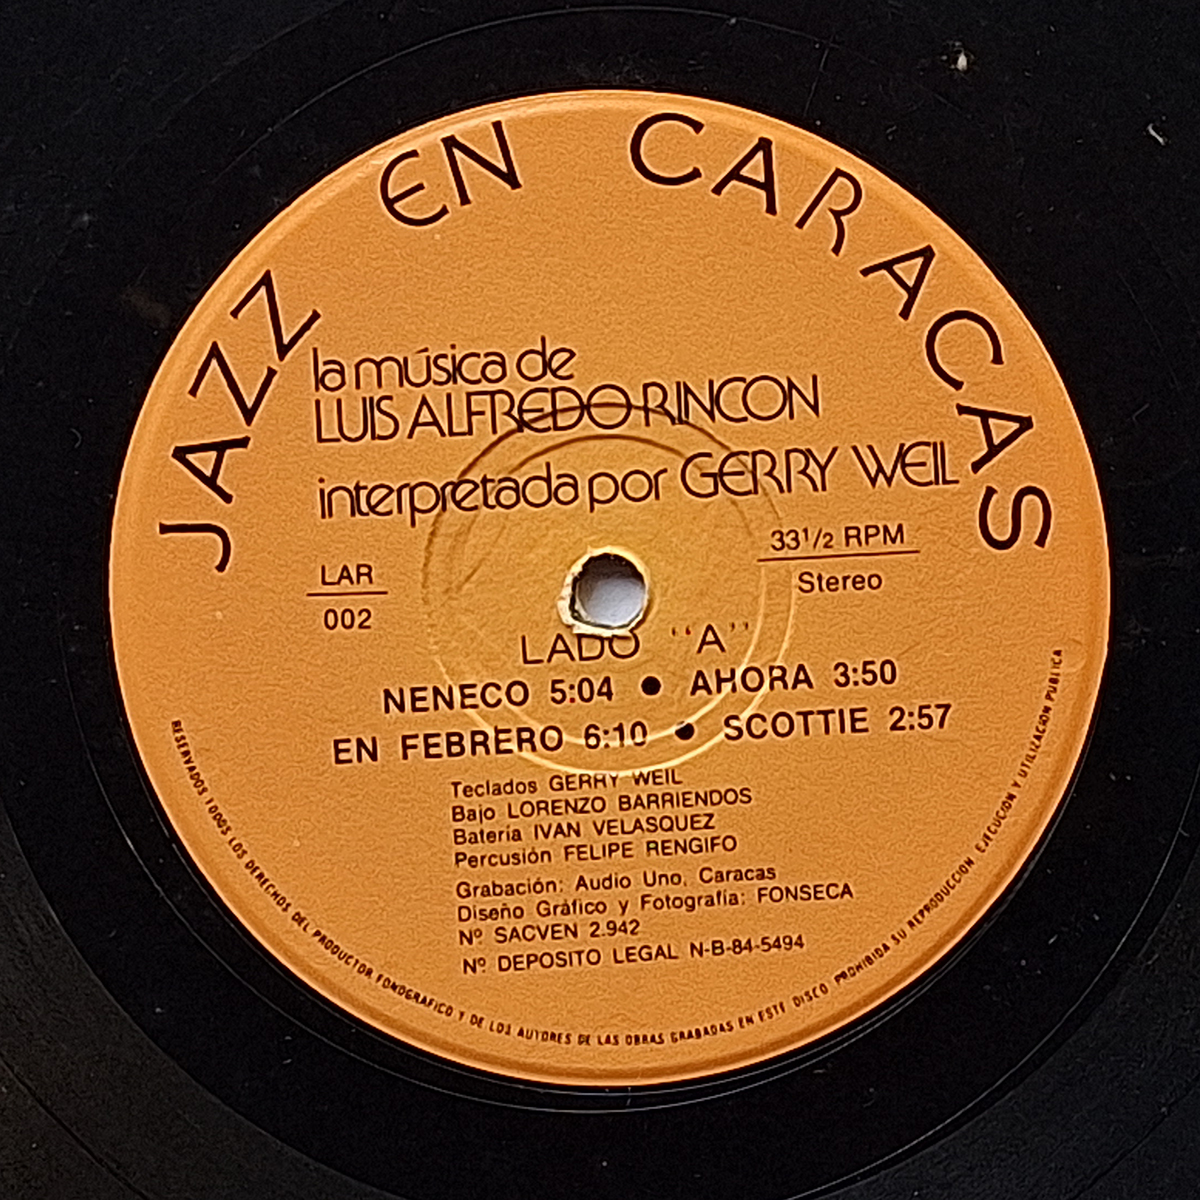 JAZZ EN CARACAS
la música de
LUIS ALFREDO RINCON
interpretada por GERRY WEIL
LAR
002
33 1/2 RPM
Stereo
LADO "A"
NENECO 5:04 • AHORA 3:50
EN FEBRERO 6:10 • SCOTTIE 2:57
Teclados GERRY WEIL
Bajo LORENZO BARRIENDOS
Batería IVAN VELASQUEZ
Percusión FELIPE RENGIFO
Grabación: Audio Uno, Caracas
Diseño Gráfico y Fotografía: FONSECA
Nº SACVEN 2.942
Nº DEPOSITO LEGAL N-B-84-5494
RESERVADOS TODOS LOS DERECHOS DEL PRODUCTOR FONOGRAFICO Y DE LOS AUTORES DE LAS OBRAS GRABADAS EN ESTE DISCO PROHIBIDA SU REPRODUCCION, EJECUCION Y UTILIZACION PUBLICA